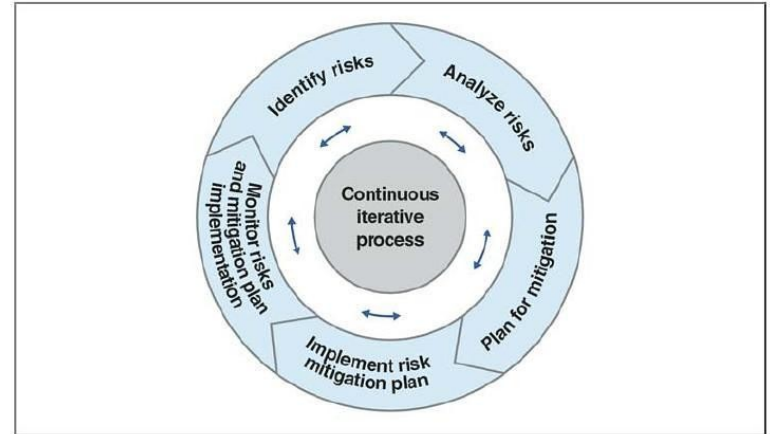 Identify risks
Analyze risks
Plan for mitigation
Implement risk
mitigation plan
Monitor risks
and mitigation plan
implementation
Continuous
iterative
process